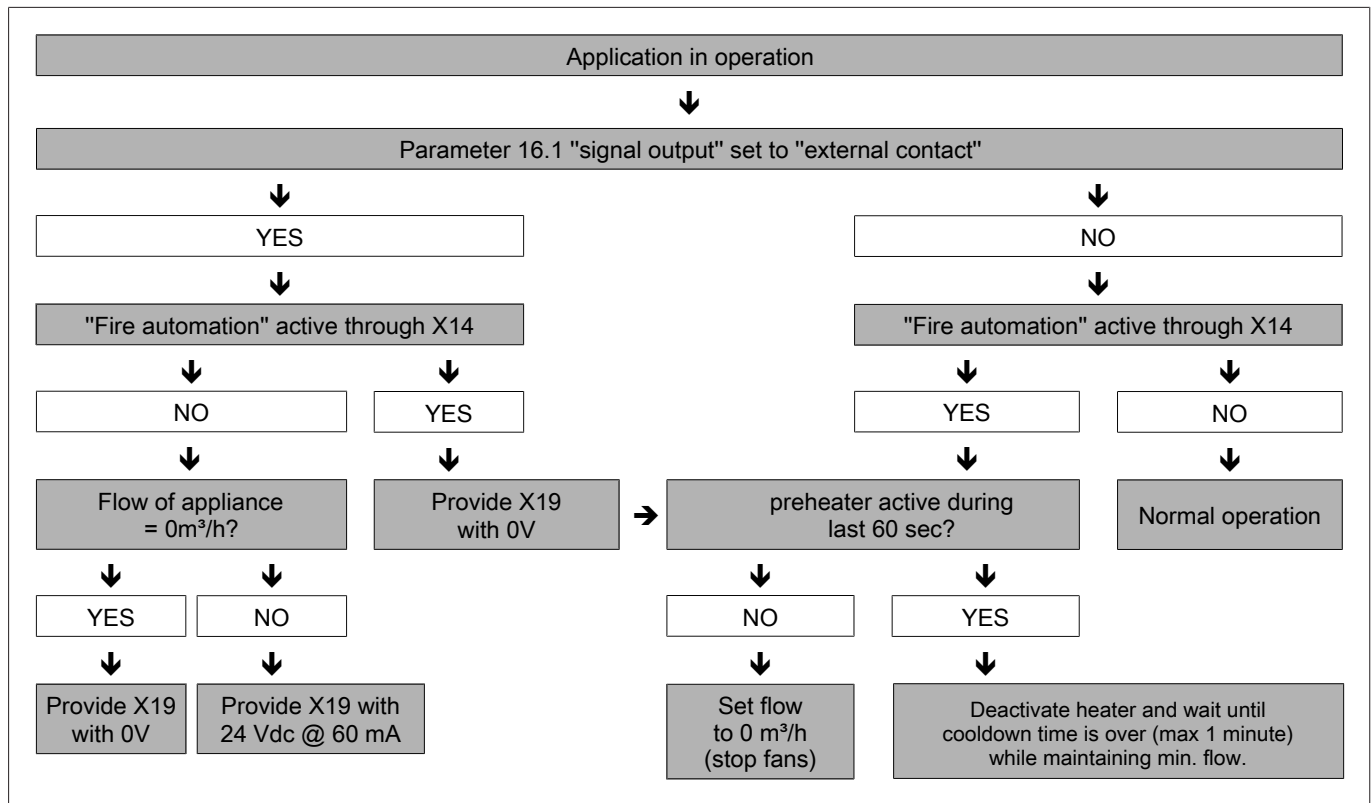 Application in operation
Parameter 16.1 "signal output" set to "external contact"
YES
NO
"Fire automation" active through X14
"Fire automation" active through X14
NO
YES
YES
NO
Flow of appliance
= 0m³/h?
Provide X19
with 0V
preheater active during
last 60 sec?
Normal operation
YES
NO
NO
YES
Provide X19
with 0V
Provide X19 with
24 Vdc @ 60 mA
Set flow
to 0 m³/h
(stop fans)
Deactivate heater and wait until
cooldown time is over (max 1 minute)
while maintaining min. flow.